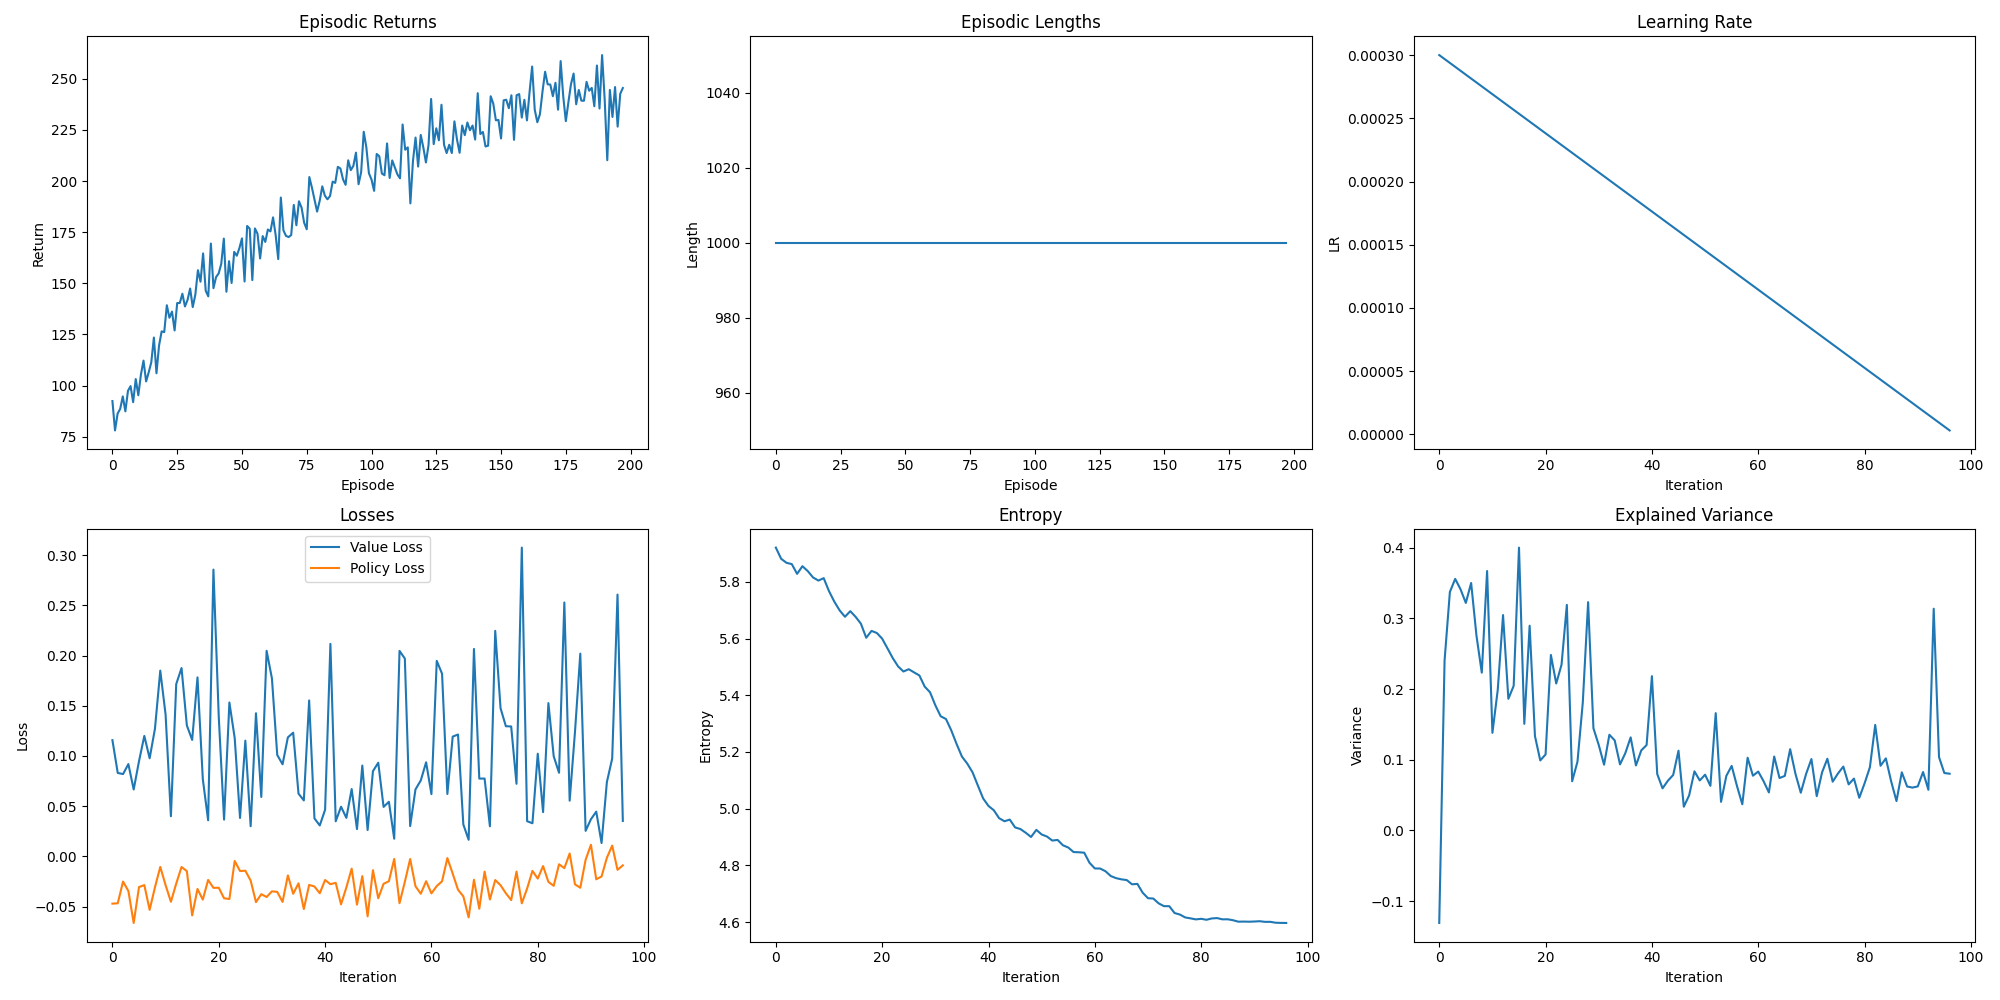 Episodic Returns
Return
250
225
200
175
150
125
100
75
0 25 50 75 100 125 150 175 200
Episode
Episodic Lengths
Length
1040
1020
1000
980
960
0 25 50 75 100 125 150 175 200
Episode
Learning Rate
LR
0.00030
0.00025
0.00020
0.00015
0.00010
0.00005
0.00000
0 20 40 60 80 100
Iteration
Losses
Value Loss
Policy Loss
Loss
0.30
0.25
0.20
0.15
0.10
0.05
0.00
−0.05
0 20 40 60 80 100
Iteration
Entropy
Entropy
5.8
5.6
5.4
5.2
5.0
4.8
4.6
0 20 40 60 80 100
Iteration
Explained Variance
Variance
0.4
0.3
0.2
0.1
0.0
−0.1
0 20 40 60 80 100
Iteration